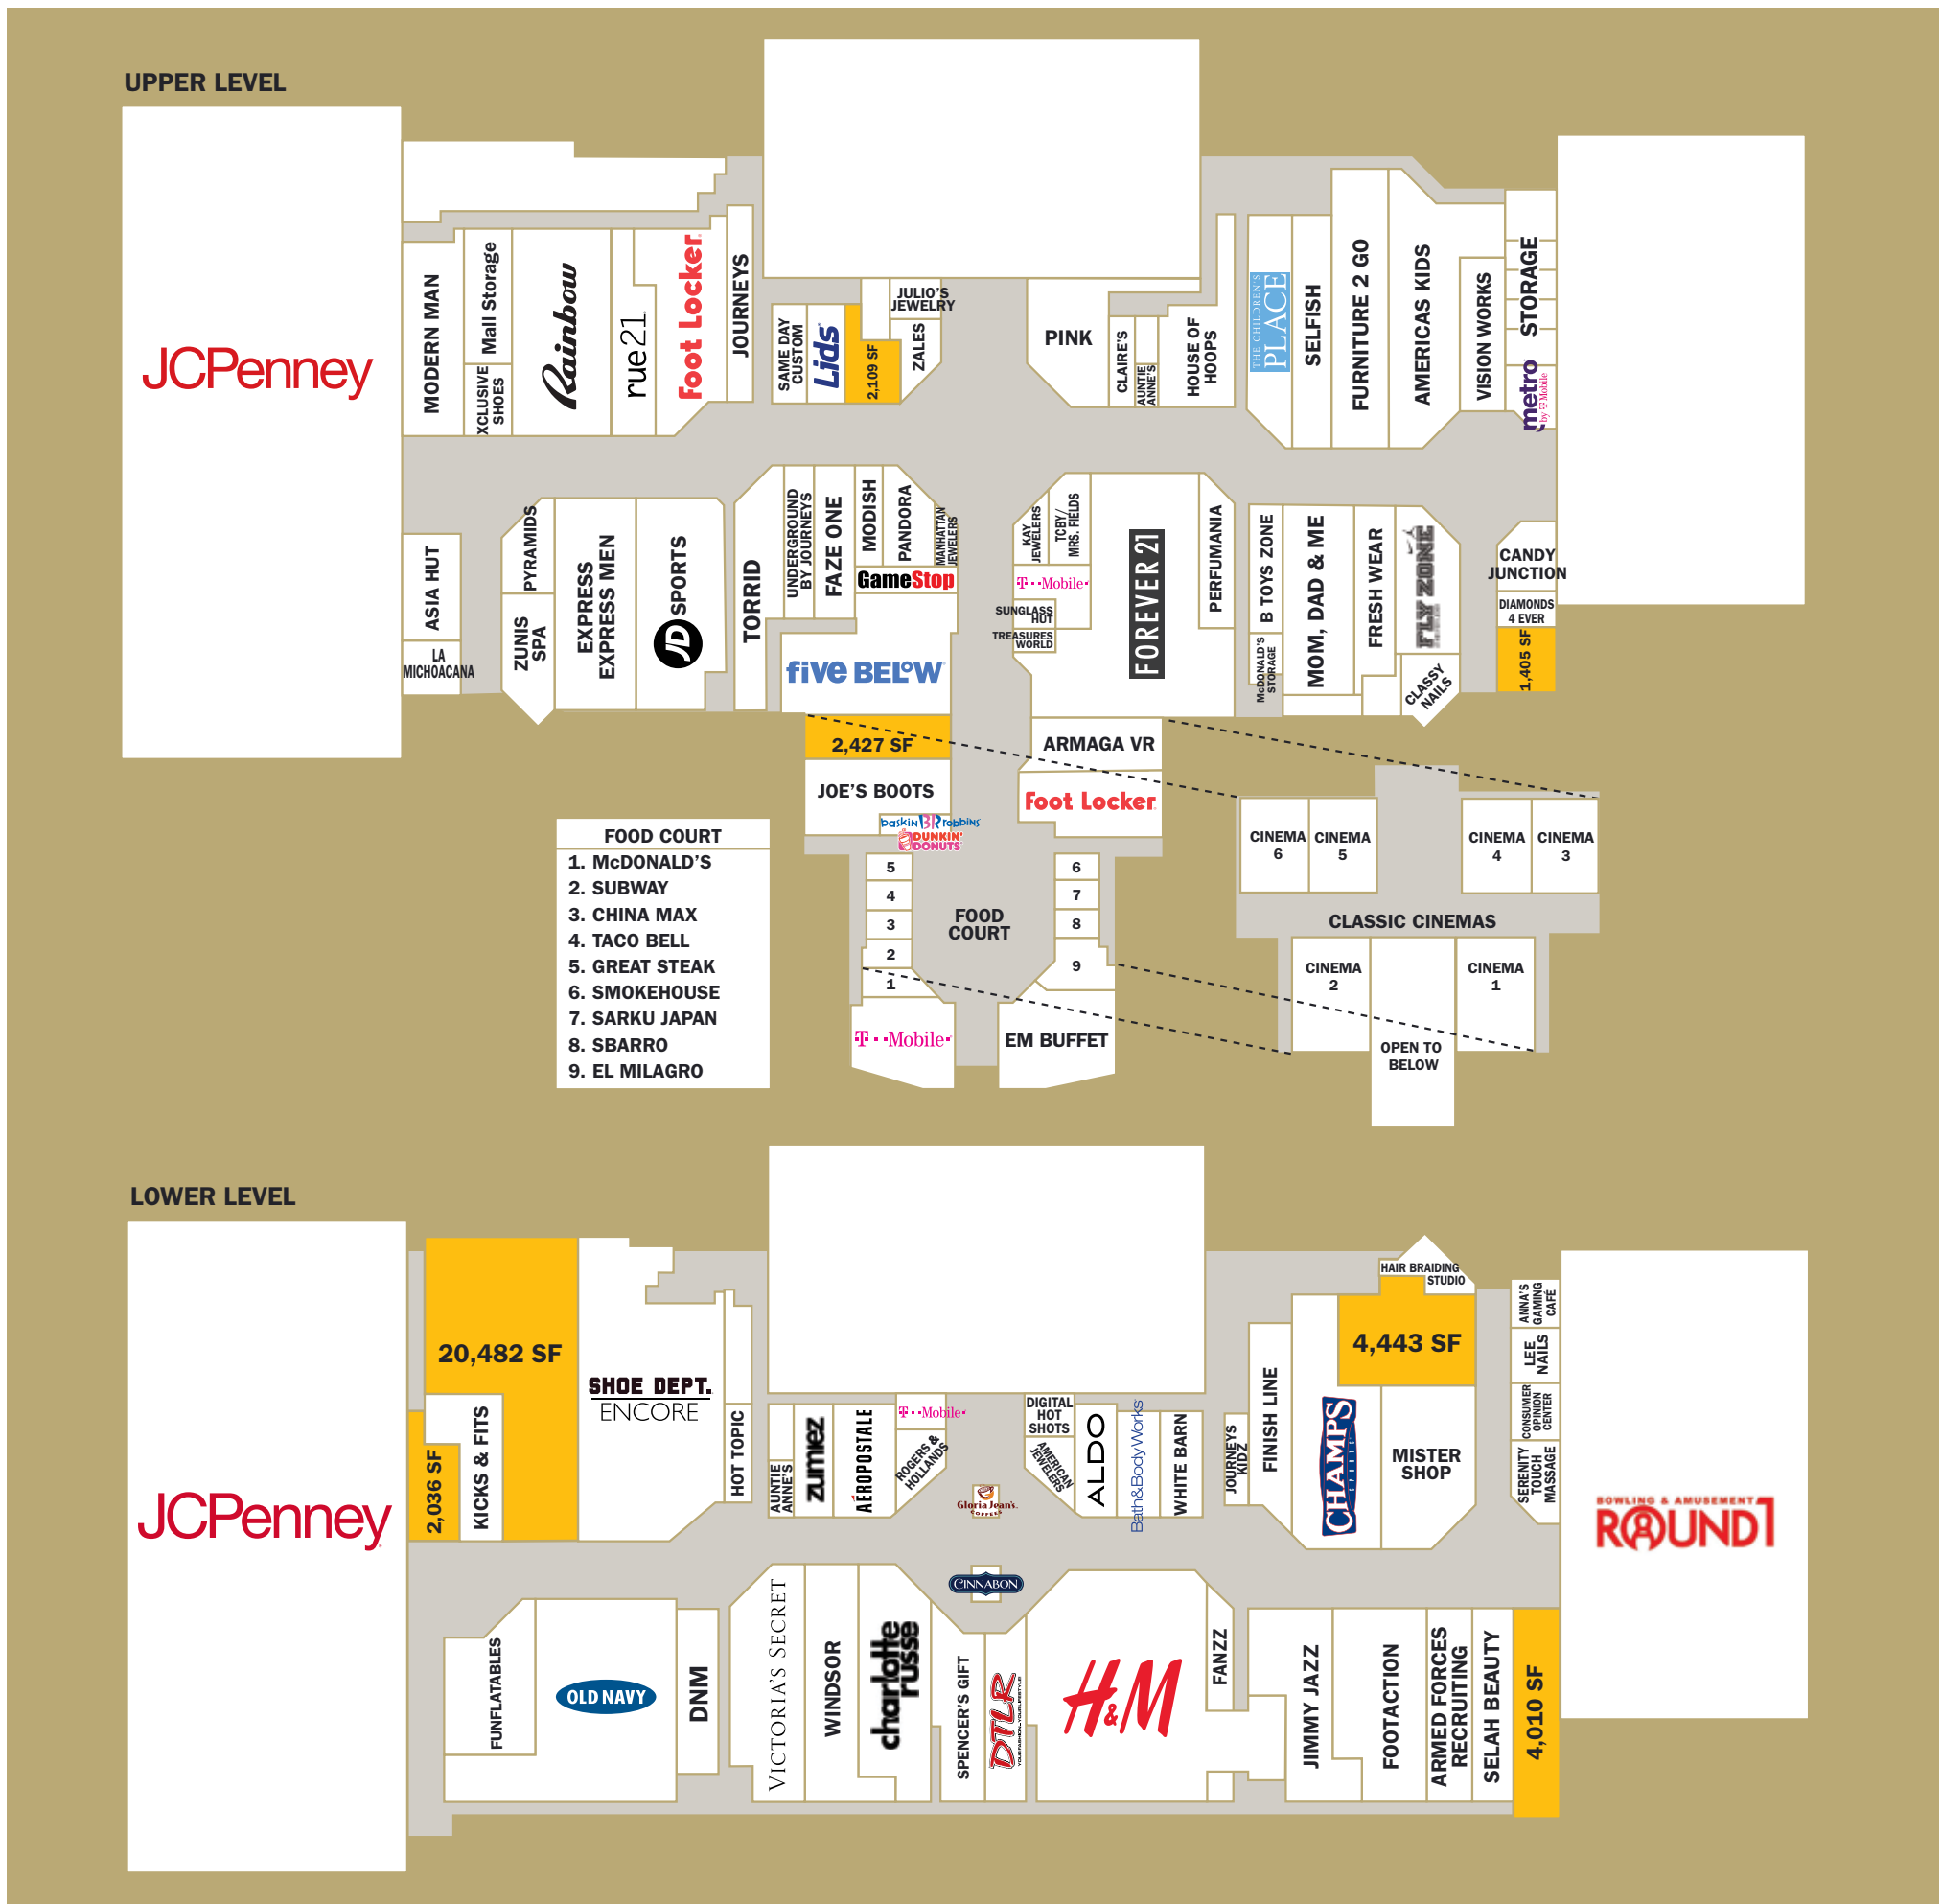 UPPER LEVEL
JCPenney
MODERN MAN
Mall Storage
XCLUSIVE
SHOES
Rainbow
rue21
Foot Locker
JOURNEYS
SAME DAY
CUSTOM
Lids
2,109 SF
JULIO'S
JEWELRY
ZALES
PINK
CLAIRE'S
AUNTIE
ANNE'S
HOUSE OF
HOOPS
THE CHILDREN'S
PLACE
SELFISH
FURNITURE 2 GO
AMERICAS KIDS
VISION WORKS
STORAGE
metro
by T Mobile
ASIA HUT
LA
MICHOACANA
PYRAMIDS
ZUNIS
SPA
EXPRESS
EXPRESS MEN
JD SPORTS
TORRID
UNDERGROUND
BY JOURNEYS
FAZE ONE
MODISH
PANDORA
MANHATTAN
JEWELERS
GameStop
five BELOW
2,427 SF
JOE'S BOOTS
baskin BR robbins
DUNKIN'
DONUTS
KAY
JEWELERS
TCBY/
MRS. FIELDS
T-Mobile
SUNGLASS
HUT
TREASURES
WORLD
FOREVER 21
PERFUMANIA
ARMAGA VR
Foot Locker
B TOYS ZONE
McDONALD'S
STORAGE
MOM, DAD & ME
FRESH WEAR
FLY ZONE
CLASSY
NAILS
CANDY
JUNCTION
DIAMONDS
4 EVER
1,405 SF
FOOD COURT
1. McDONALD'S
2. SUBWAY
3. CHINA MAX
4. TACO BELL
5. GREAT STEAK
6. SMOKEHOUSE
7. SARKU JAPAN
8. SBARRO
9. EL MILAGRO
5
4
3
2
1
FOOD
COURT
6
7
8
9
T-Mobile
EM BUFFET
CINEMA
6
CINEMA
5
CINEMA
4
CINEMA
3
CLASSIC CINEMAS
CINEMA
2
CINEMA
1
OPEN TO
BELOW
LOWER LEVEL
JCPenney
20,482 SF
2,036 SF
KICKS & FITS
SHOE DEPT.
ENCORE
HOT TOPIC
AUNTIE
ANNE'S
zumiez
AÉROPOSTALE
T-Mobile
ROGERS &
HOLLANDS
Gloria Jean's
COFFEES
DIGITAL
HOT
SHOTS
AMERICAN
JEWELERS
ALDO
Bath&BodyWorks
WHITE BARN
JOURNEYS
KIDZ
FINISH LINE
CHAMPS
HAIR BRAIDING
STUDIO
4,443 SF
MISTER
SHOP
ANNA'S
GAMING
CAFÉ
LEE
NAILS
CONSUMER
OPINION
CENTER
SERENITY
TOUCH
MASSAGE
BOWLING & AMUSEMENT
ROUND1
FUNFLATABLES
OLD NAVY
DNM
VICTORIA'S SECRET
WINDSOR
charlotte
russe
CINNABON
SPENCER'S GIFT
DTLR
YOUR FASHION, YOUR LIFESTYLE
H&M
FANZZ
JIMMY JAZZ
FOOTACTION
ARMED FORCES
RECRUITING
SELAH BEAUTY
4,010 SF